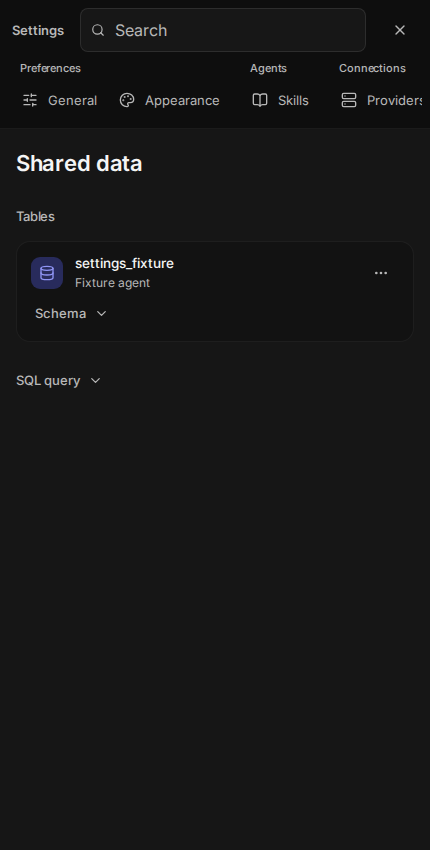 Settings
Search
Preferences
Agents
Connections
General
Appearance
Skills
Providers
Shared data
Tables
settings_fixture
Fixture agent
Schema
SQL query